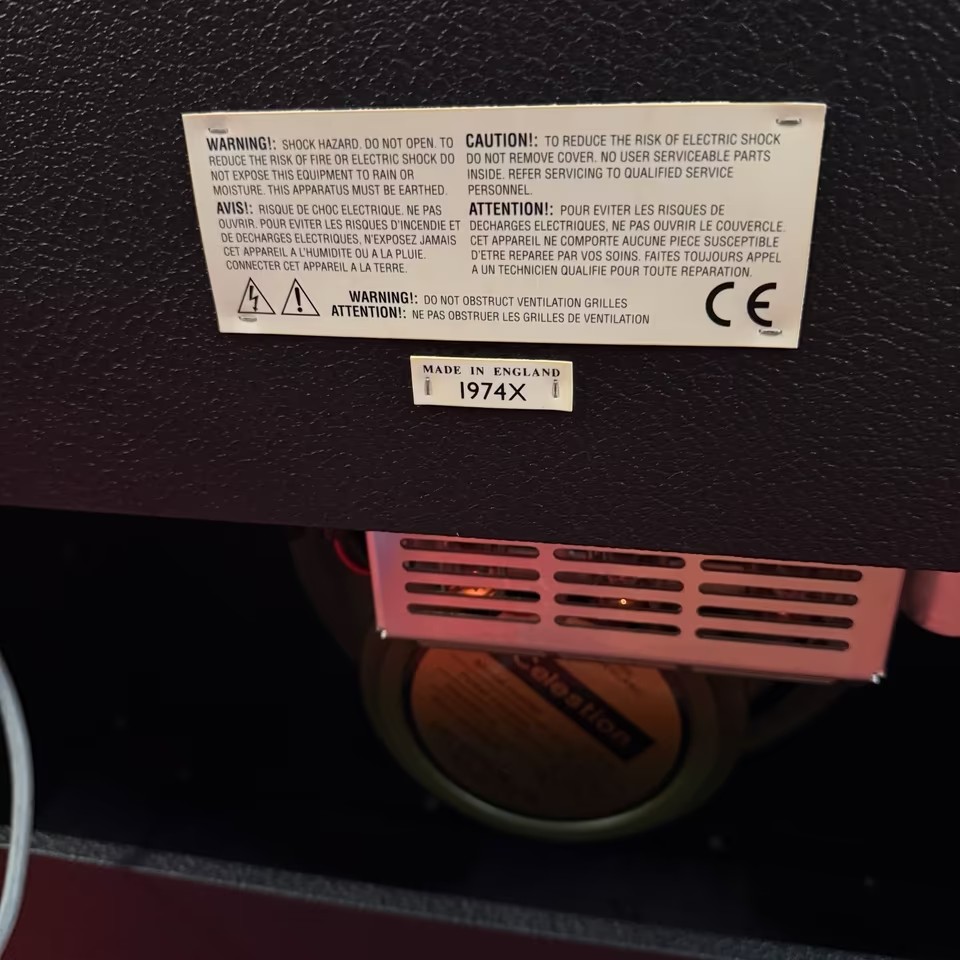 WARNING!: SHOCK HAZARD. DO NOT OPEN. TO
REDUCE THE RISK OF FIRE OR ELECTRIC SHOCK DO
NOT EXPOSE THIS EQUIPMENT TO RAIN OR
MOISTURE. THIS APPARATUS MUST BE EARTHED.
AVIS!: RISQUE DE CHOC ELECTRIQUE. NE PAS
OUVRIR. POUR EVITER LES RISQUES D'INCENDIE ET
DE DECHARGES ELECTRIQUES, N'EXPOSEZ JAMAIS
CET APPAREIL A L'HUMIDITE OU A LA PLUIE.
CONNECTER CET APPAREIL A LA TERRE.
CAUTION!: TO REDUCE THE RISK OF ELECTRIC SHOCK
DO NOT REMOVE COVER. NO USER SERVICEABLE PARTS
INSIDE. REFER SERVICING TO QUALIFIED SERVICE
PERSONNEL.
ATTENTION!: POUR EVITER LES RISQUES DE
DECHARGES ELECTRIQUES, NE PAS OUVRIR LE COUVERCLE.
CET APPAREIL NE COMPORTE AUCUNE PIECE SUSCEPTIBLE
D'ETRE REPAREE PAR VOS SOINS. FAITES TOUJOURS APPEL
A UN TECHNICIEN QUALIFIE POUR TOUTE REPARATION.
WARNING!: DO NOT OBSTRUCT VENTILATION GRILLES
ATTENTION!: NE PAS OBSTRUER LES GRILLES DE VENTILATION
CE
MADE IN ENGLAND
1974X
Celestion